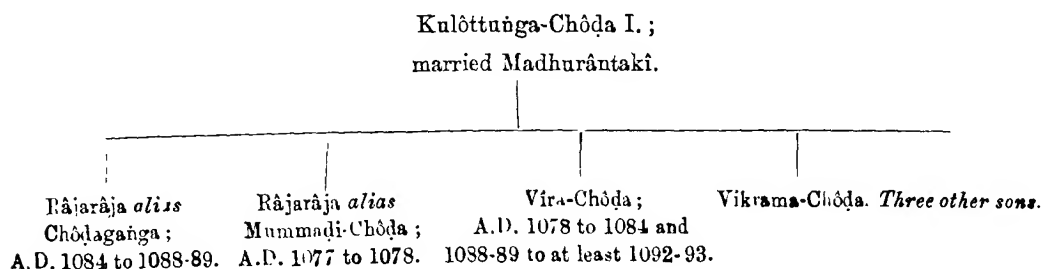 Kulôttuṅga-Chôḍa I. ;
married Madhurântakî.
Râjarâja alias Râjarâja alias Vîra-Chôḍa ; Vikrama-Chôḍa. Three other sons.
Chôḍagaṅga ; Mummaḍi-Chôḍa ; A.D. 1078 to 1084 and
A.D. 1084 to 1088-89. A.D. 1077 to 1078. 1088-89 to at least 1092-93.